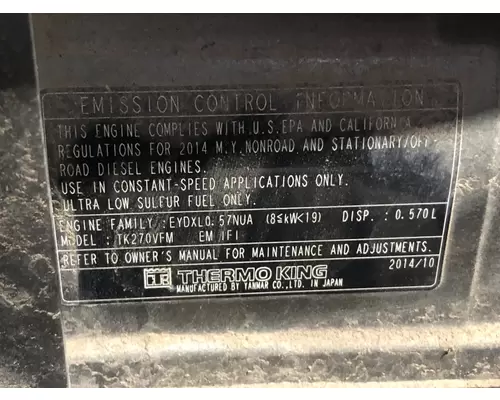 EMISSION CONTROL INFORMATION
THIS ENGINE COMPLIES WITH U.S.EPA AND CALIFORNIA
REGULATIONS FOR 2014 M.Y.NONROAD AND STATIONARY/OFF-
ROAD DIESEL ENGINES.
USE IN CONSTANT-SPEED APPLICATIONS ONLY.
ULTRA LOW SULFUR FUEL ONLY.
ENGINE FAMILY :EYDXL0.57NUA (8≤kW<19) DISP.:0.570L
MODEL :TK270VFM EM IFI
REFER TO OWNER'S MANUAL FOR MAINTENANCE AND ADJUSTMENTS.
THERMO KING 2014/10
MANUFACTURED BY YANMAR CO.,LTD. IN JAPAN